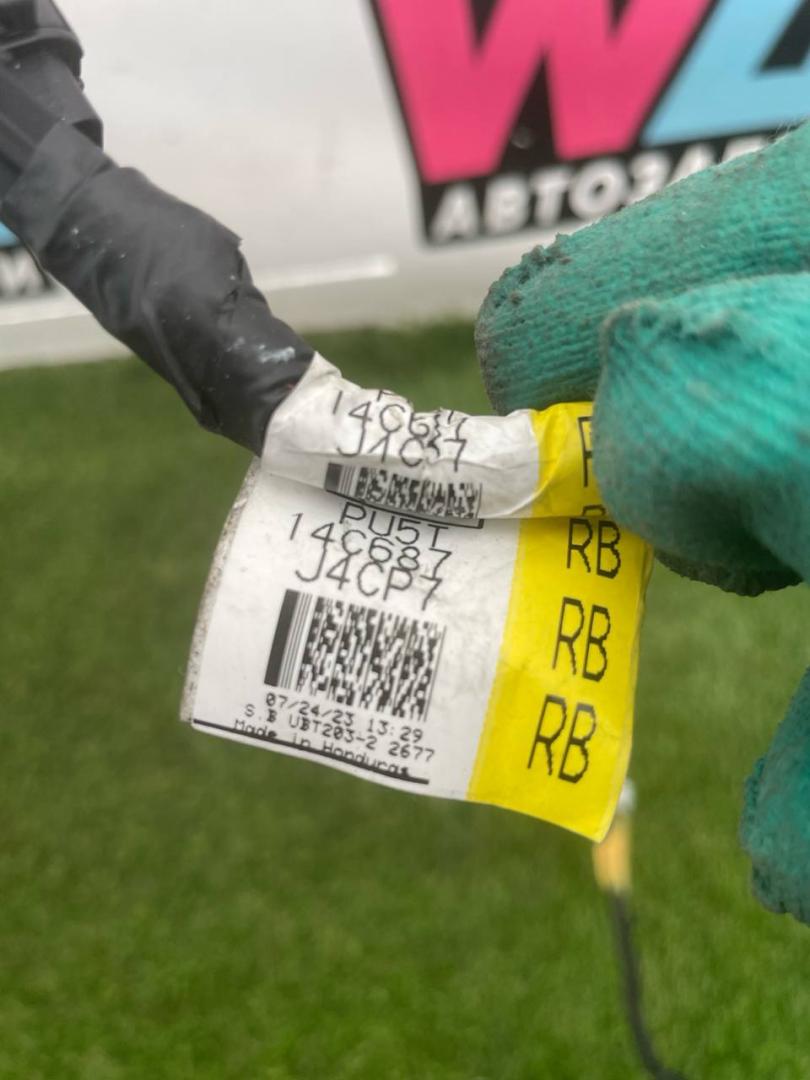 АВТОЗАП
14C687
PU5T
14C687
J4CP7
07/24/23 13:29
S.B UBT203-2 2677
Made in Honduras
RB
RB
RB